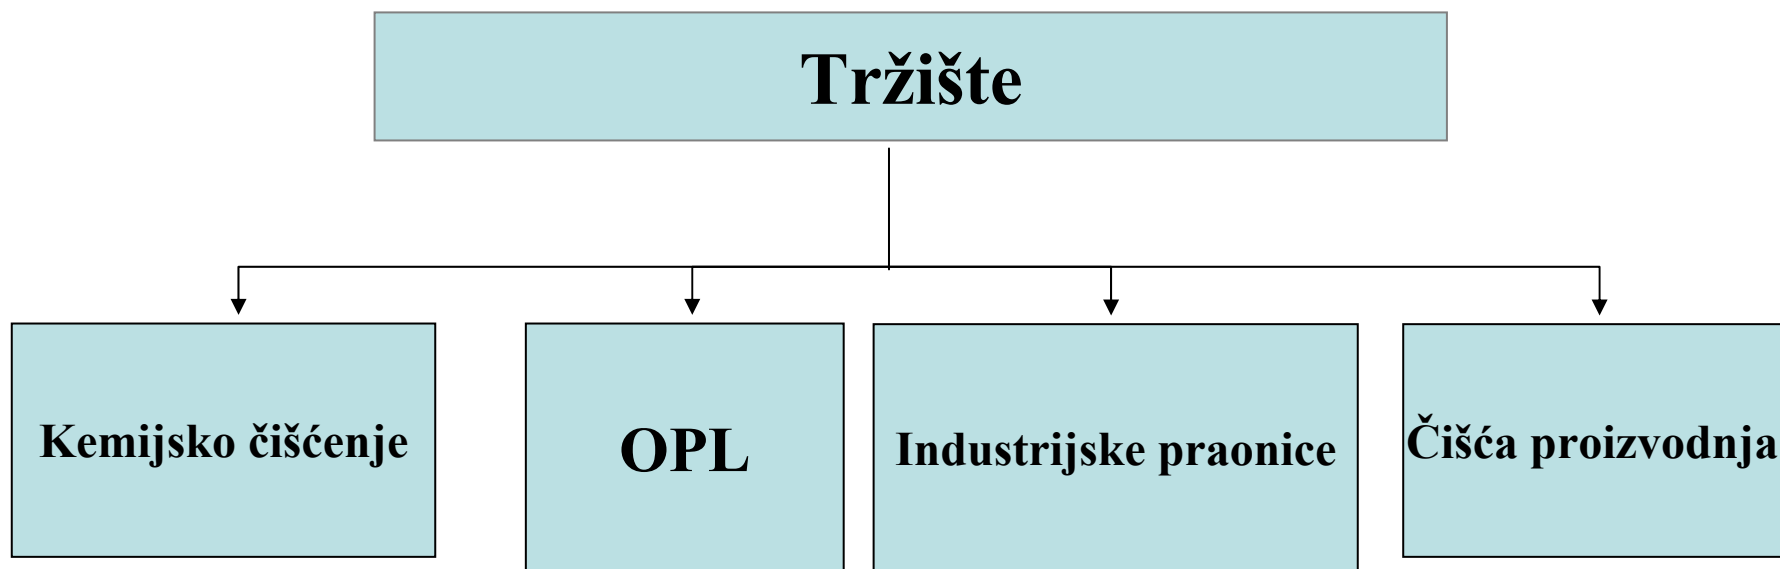 Tržište
Kemijsko čišćenje
OPL
Industrijske praonice
Čišća proizvodnja